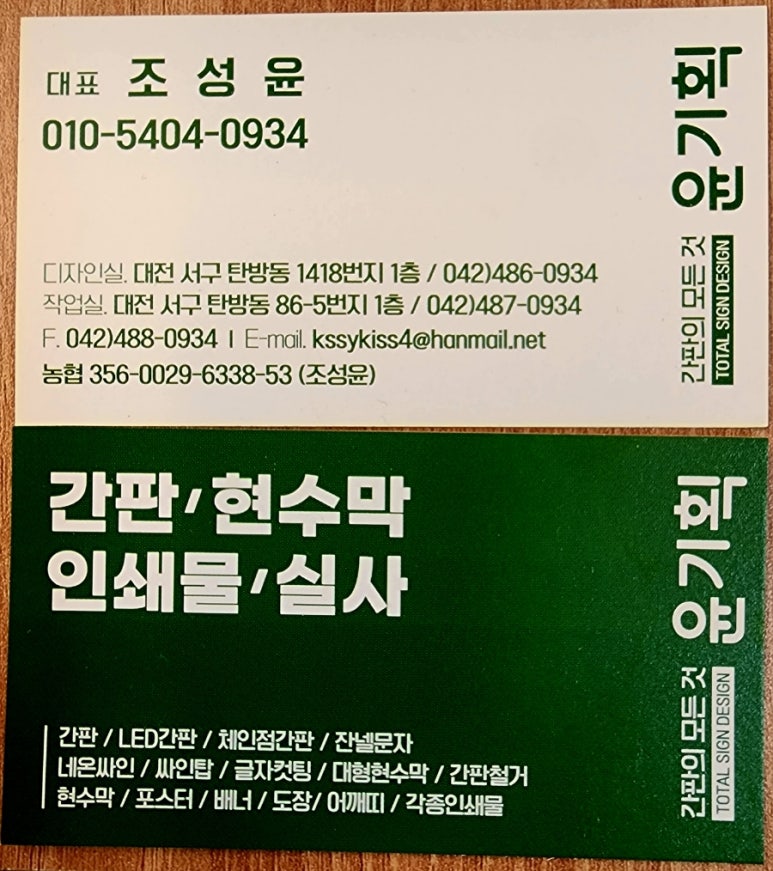 대표 조성윤
010-5404-0934
디자인실. 대전 서구 탄방동 1418번지 1층 / 042)486-0934
작업실. 대전 서구 탄방동 86-5번지 1층 / 042)487-0934
F. 042)488-0934 I E-mail. kssykiss4@hanmail.net
농협 356-0029-6338-53 (조성윤)
간판의 모든 것
TOTAL SIGN DESIGN
윤기획
간판, 현수막
인쇄물, 실사
간판 / LED간판 / 체인점간판 / 잔넬문자
네온싸인 / 싸인탑 / 글자컷팅 / 대형현수막 / 간판철거
현수막 / 포스터 / 배너 / 도장/ 어깨띠 / 각종인쇄물
간판의 모든 것
TOTAL SIGN DESIGN
윤기획